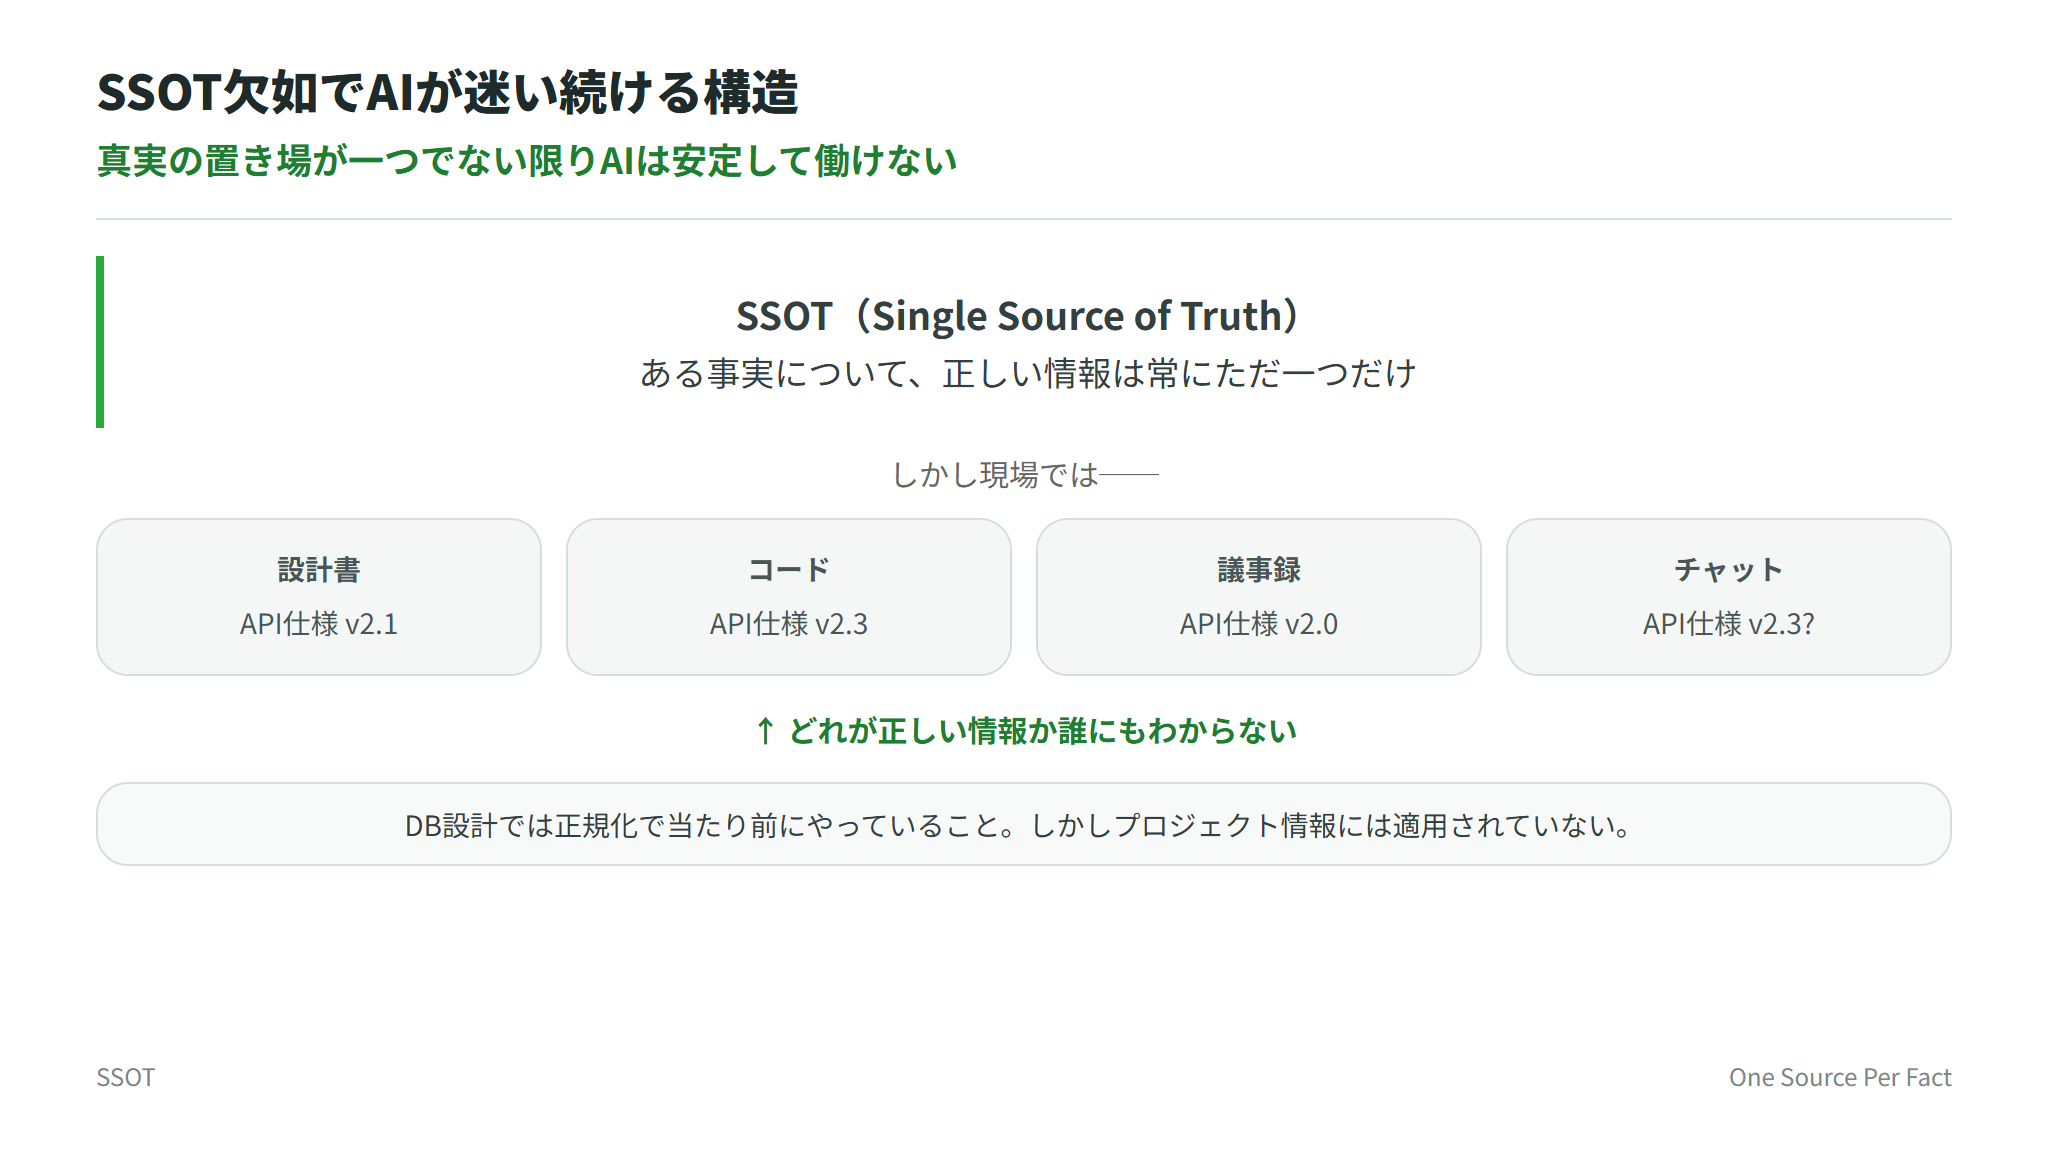 SSOT欠如でAIが迷い続ける構造
真実の置き場が一つでない限りAIは安定して働けない
SSOT（Single Source of Truth）
ある事実について、正しい情報は常にただ一つだけ
しかし現場では──
設計書
API仕様 v2.1
コード
API仕様 v2.3
議事録
API仕様 v2.0
チャット
API仕様 v2.3?
↑ どれが正しい情報か誰にもわからない
DB設計では正規化で当たり前にやっていること。しかしプロジェクト情報には適用されていない。
SSOT
One Source Per Fact